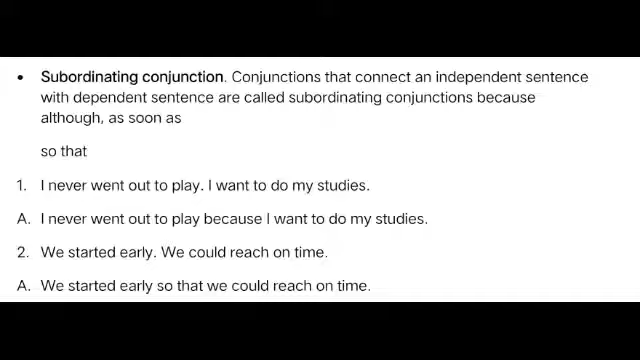 • Subordinating conjunction. Conjunctions that connect an independent sentence
with dependent sentence are called subordinating conjunctions because
although, as soon as
so that
1. I never went out to play. I want to do my studies.
A. I never went out to play because I want to do my studies.
2. We started early. We could reach on time.
A. We started early so that we could reach on time.